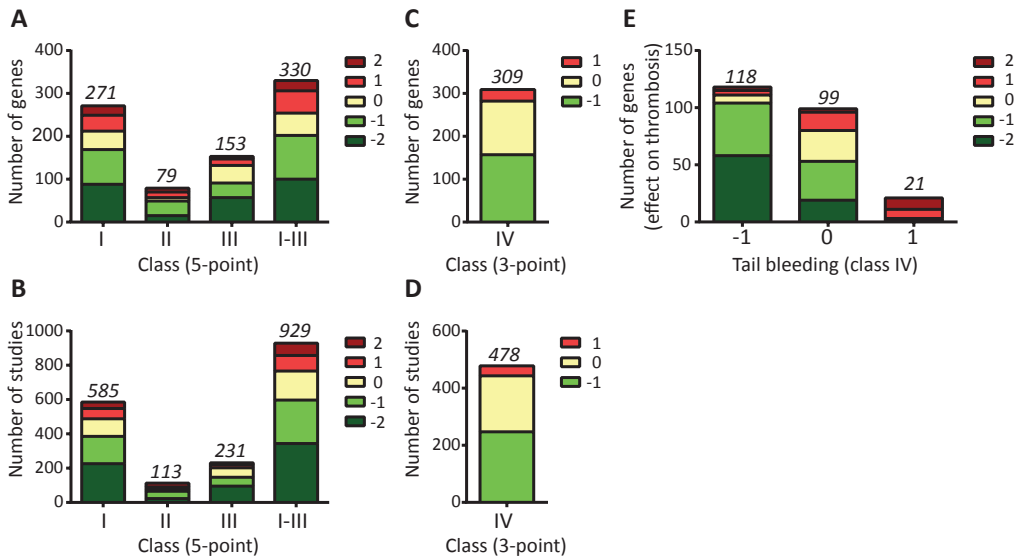 A
Number of genes
400
300
200
100
0
271
79
153
330
I
II
III
I-III
Class (5-point)
2
1
0
-1
-2
C
Number of genes
400
300
200
100
0
309
IV
Class (3-point)
1
0
-1
E
Number of genes
(effect on thrombosis)
150
100
50
0
118
99
21
-1
0
1
Tail bleeding (class IV)
2
1
0
-1
-2
B
Number of studies
1000
800
600
400
200
0
585
113
231
929
I
II
III
I-III
Class (5-point)
2
1
0
-1
-2
D
Number of studies
600
400
200
0
478
IV
Class (3-point)
1
0
-1